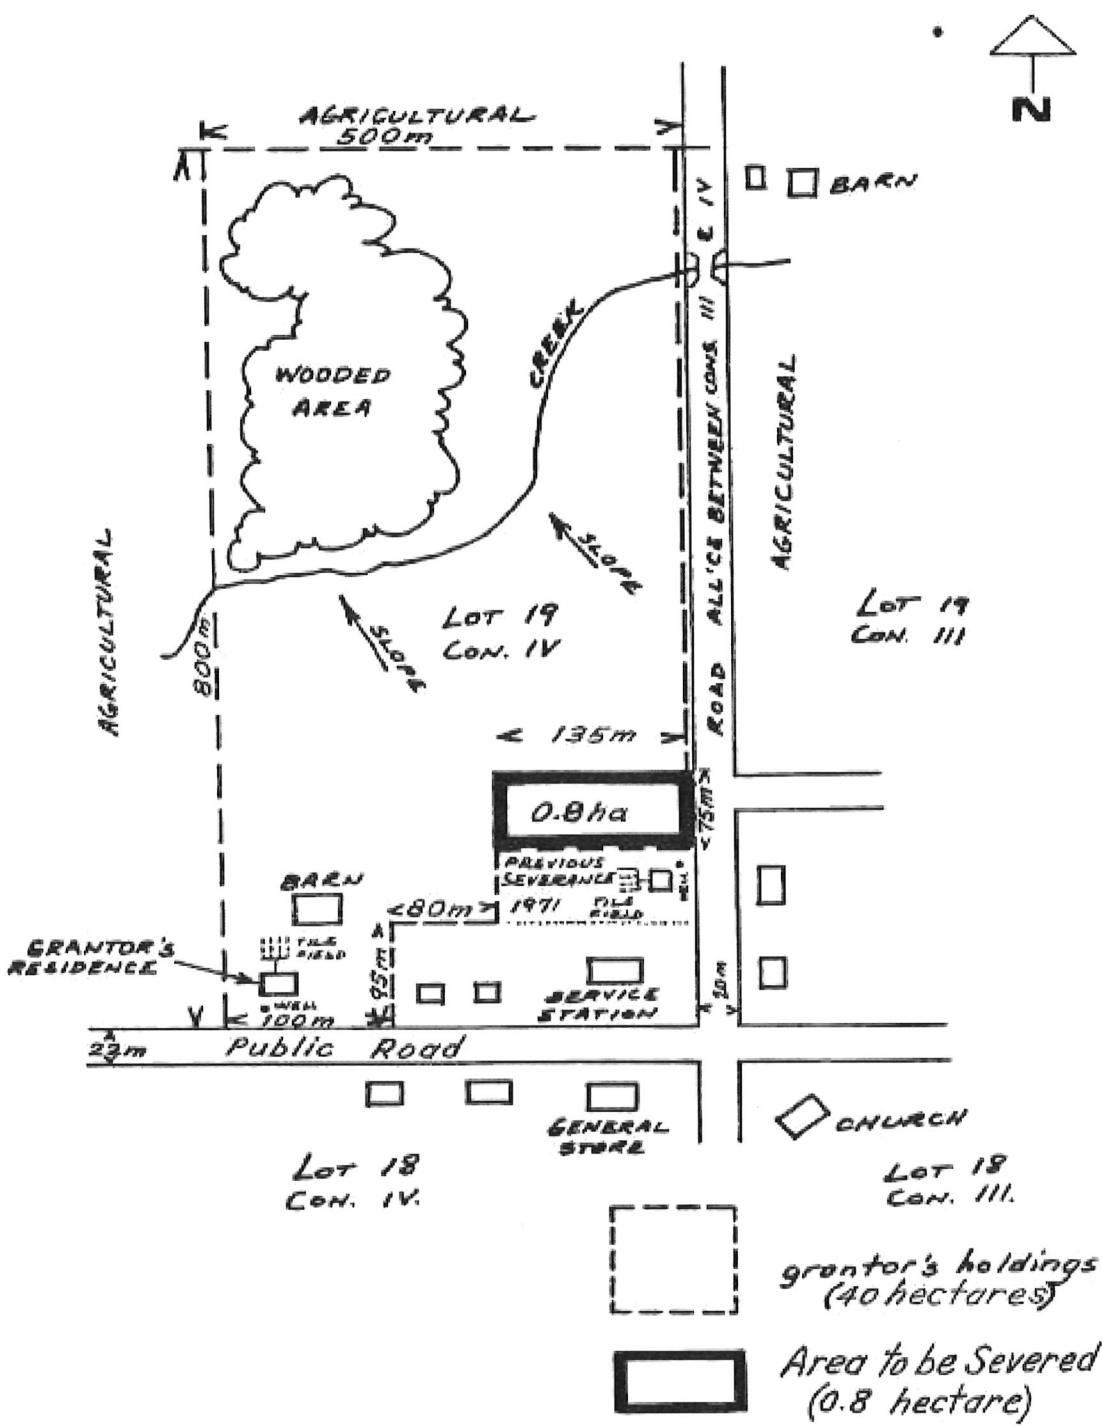 N
AGRICULTURAL
500m
BARN
ROAD ALL'CE BETWEEN CONS III & IV
CREEK
WOODED
AREA
AGRICULTURAL
SLOPE
AGRICULTURAL
LOT 19
CON. III
LOT 19
CON. IV
800m
SLOPE
135m
0.8ha
75m
PREVIOUS
SEVERANCE
WELL
1971
TILE
FIELD
BARN
80m
GRANTOR'S
RESIDENCE
TILE
FIELD
95m
20m
SERVICE
STATION
WELL
100m
23m
Public Road
GENERAL
STORE
CHURCH
LOT 18
CON. IV.
LOT 18
CON. III.
grantor's holdings
(40 hectares)
Area to be Severed
(0.8 hectare)